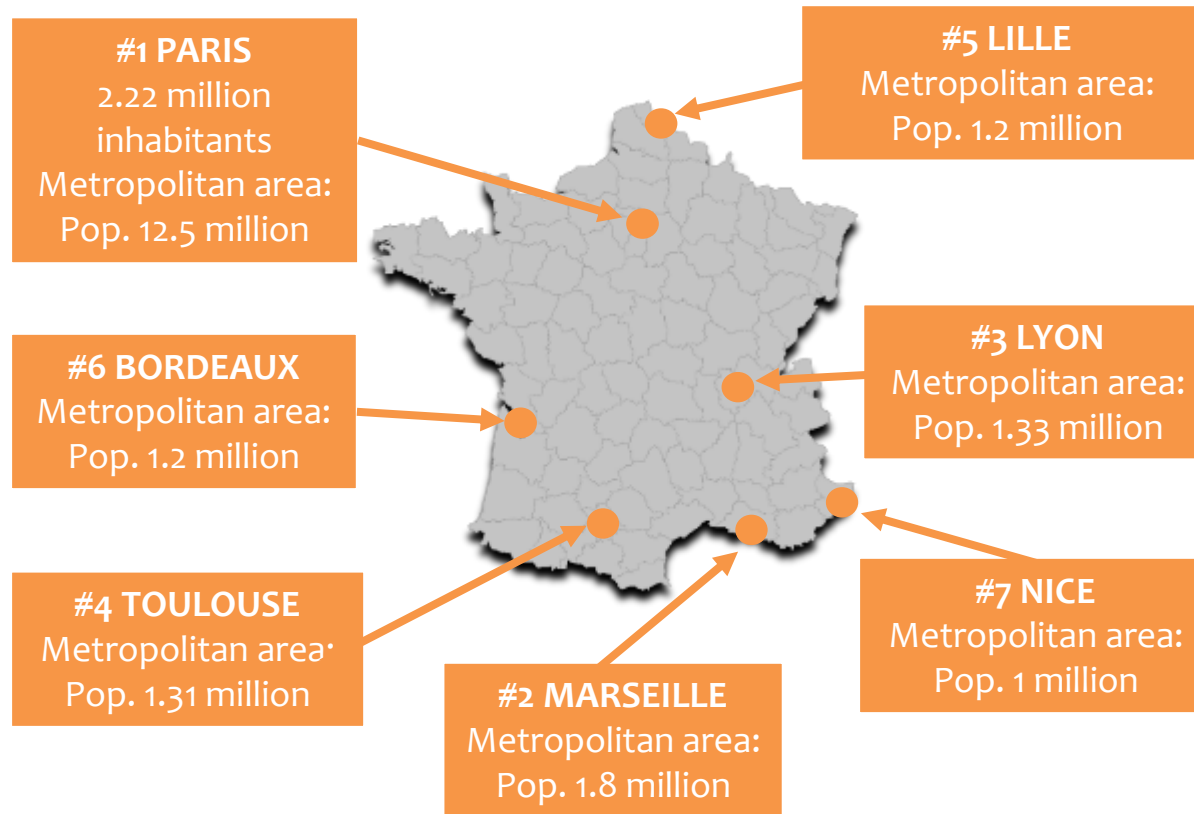 #1 PARIS
2.22 million
inhabitants
Metropolitan area:
Pop. 12.5 million
#5 LILLE
Metropolitan area:
Pop. 1.2 million
#6 BORDEAUX
Metropolitan area:
Pop. 1.2 million
#3 LYON
Metropolitan area:
Pop. 1.33 million
#4 TOULOUSE
Metropolitan area:
Pop. 1.31 million
#2 MARSEILLE
Metropolitan area:
Pop. 1.8 million
#7 NICE
Metropolitan area:
Pop. 1 million